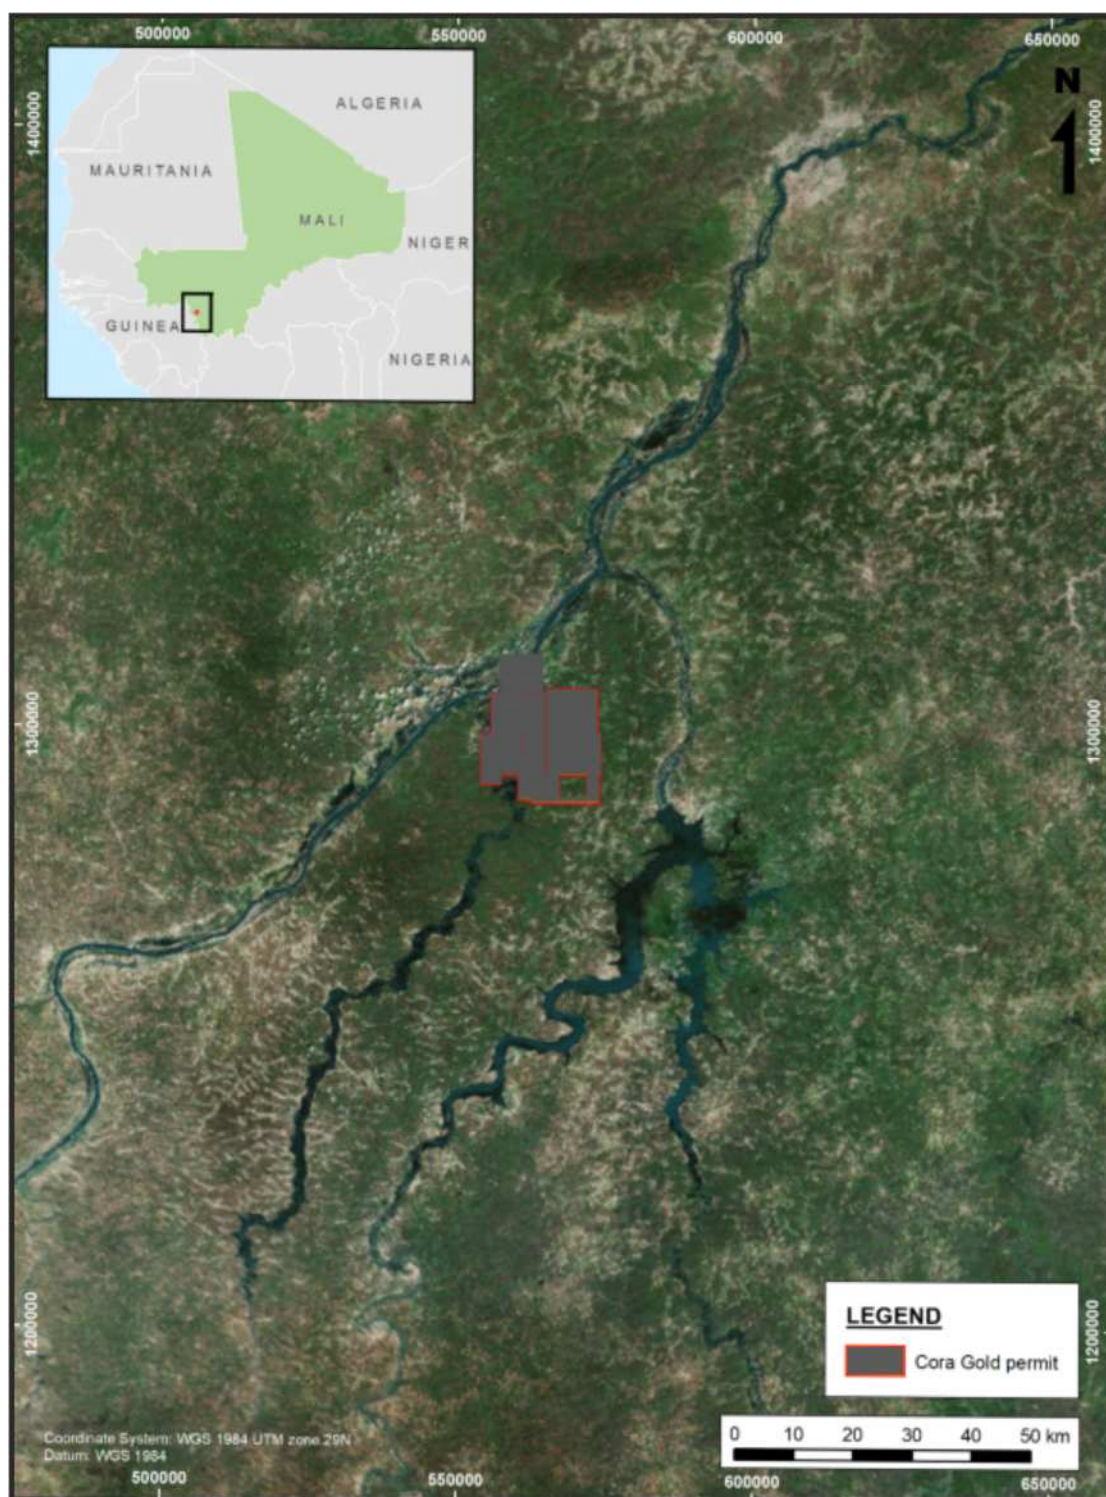 500000 550000 600000 650000
1400000 1400000
N
ALGERIA
MAURITANIA
MALI
NIGER
GUINEA
NIGERIA
1300000 1300000
1200000 1200000
LEGEND
Cora Gold permit
0 10 20 30 40 50 km
Coordinate System: WGS 1984 UTM zone 29N
Datum: WGS 1984
500000 550000 600000 650000